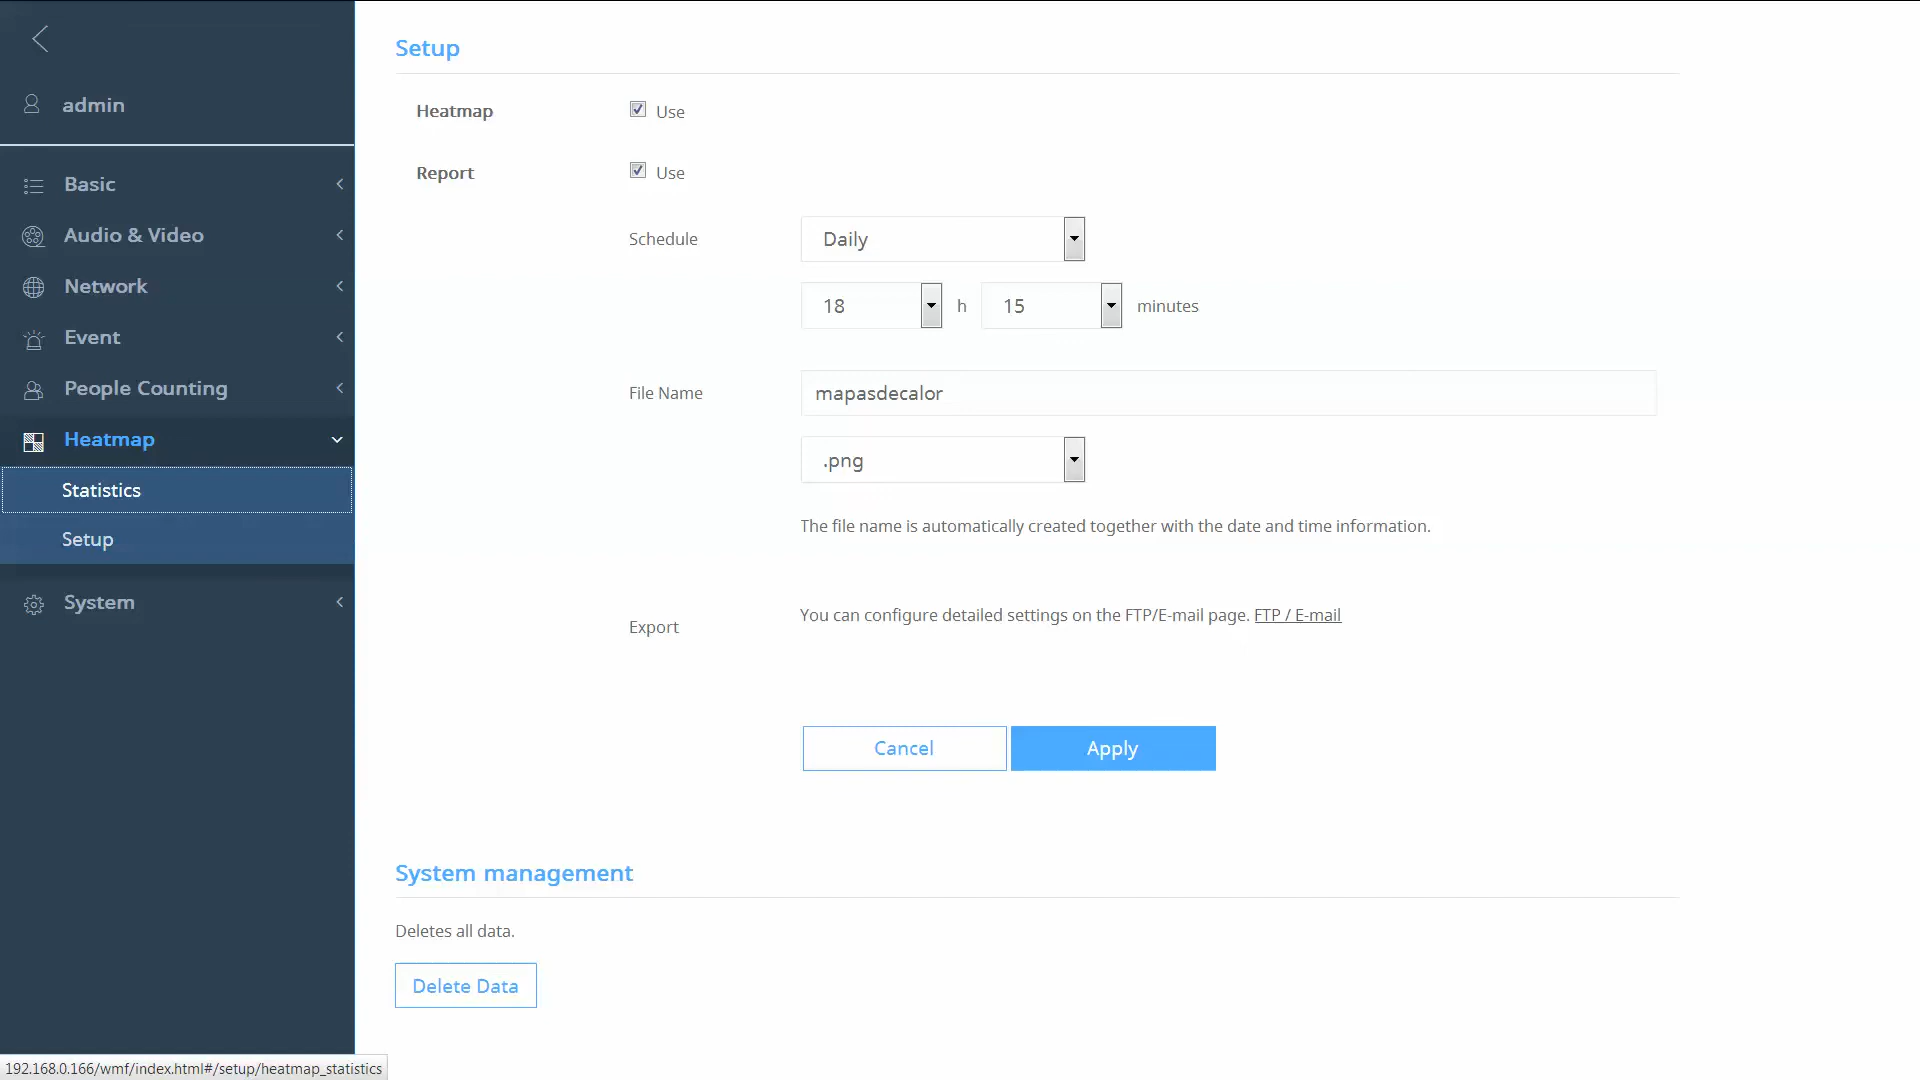 admin
Basic
Audio & Video
Network
Event
People Counting
Heatmap
Statistics
Setup
System
Setup
Heatmap Use
Report Use
Schedule Daily
18 h 15 minutes
File Name mapasdecalor
.png
The file name is automatically created together with the date and time information.
Export You can configure detailed settings on the FTP/E-mail page. FTP / E-mail
Cancel Apply
System management
Deletes all data.
Delete Data
192.168.0.166/wmf/index.html#/setup/heatmap_statistics